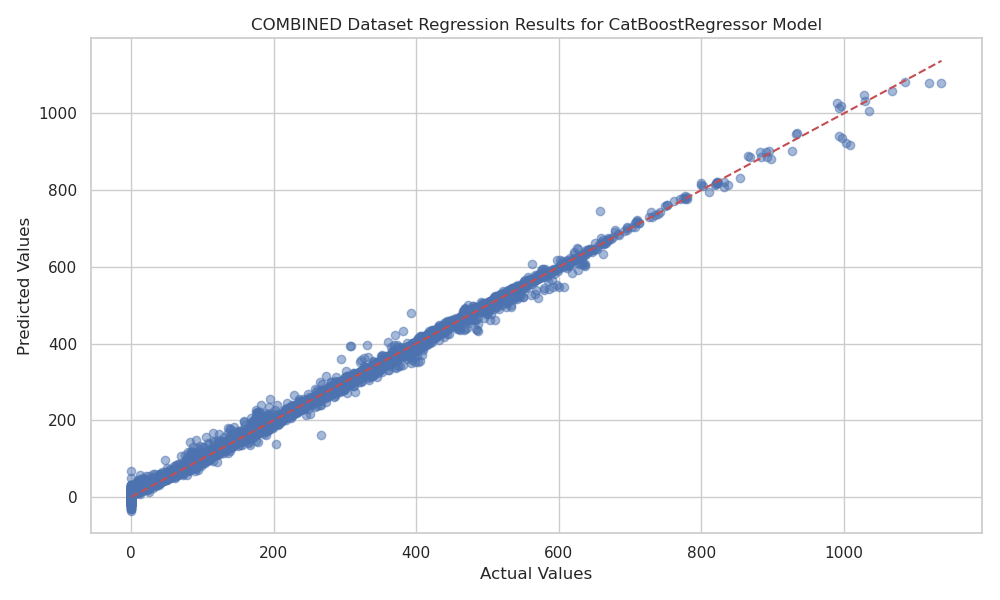 COMBINED Dataset Regression Results for CatBoostRegressor Model
1000
800
600
400
200
0
Predicted Values
0 200 400 600 800 1000
Actual Values